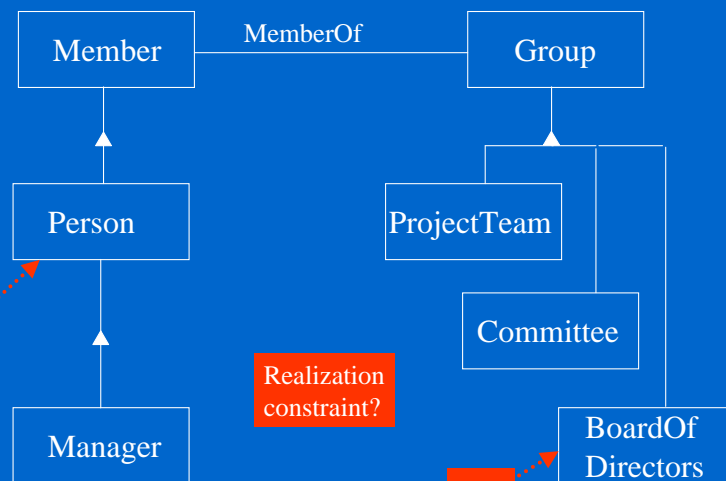 MemberOf
Member
Group
Person
ProjectTeam
Committee
Realization
constraint?
Manager
BoardOf
Directors